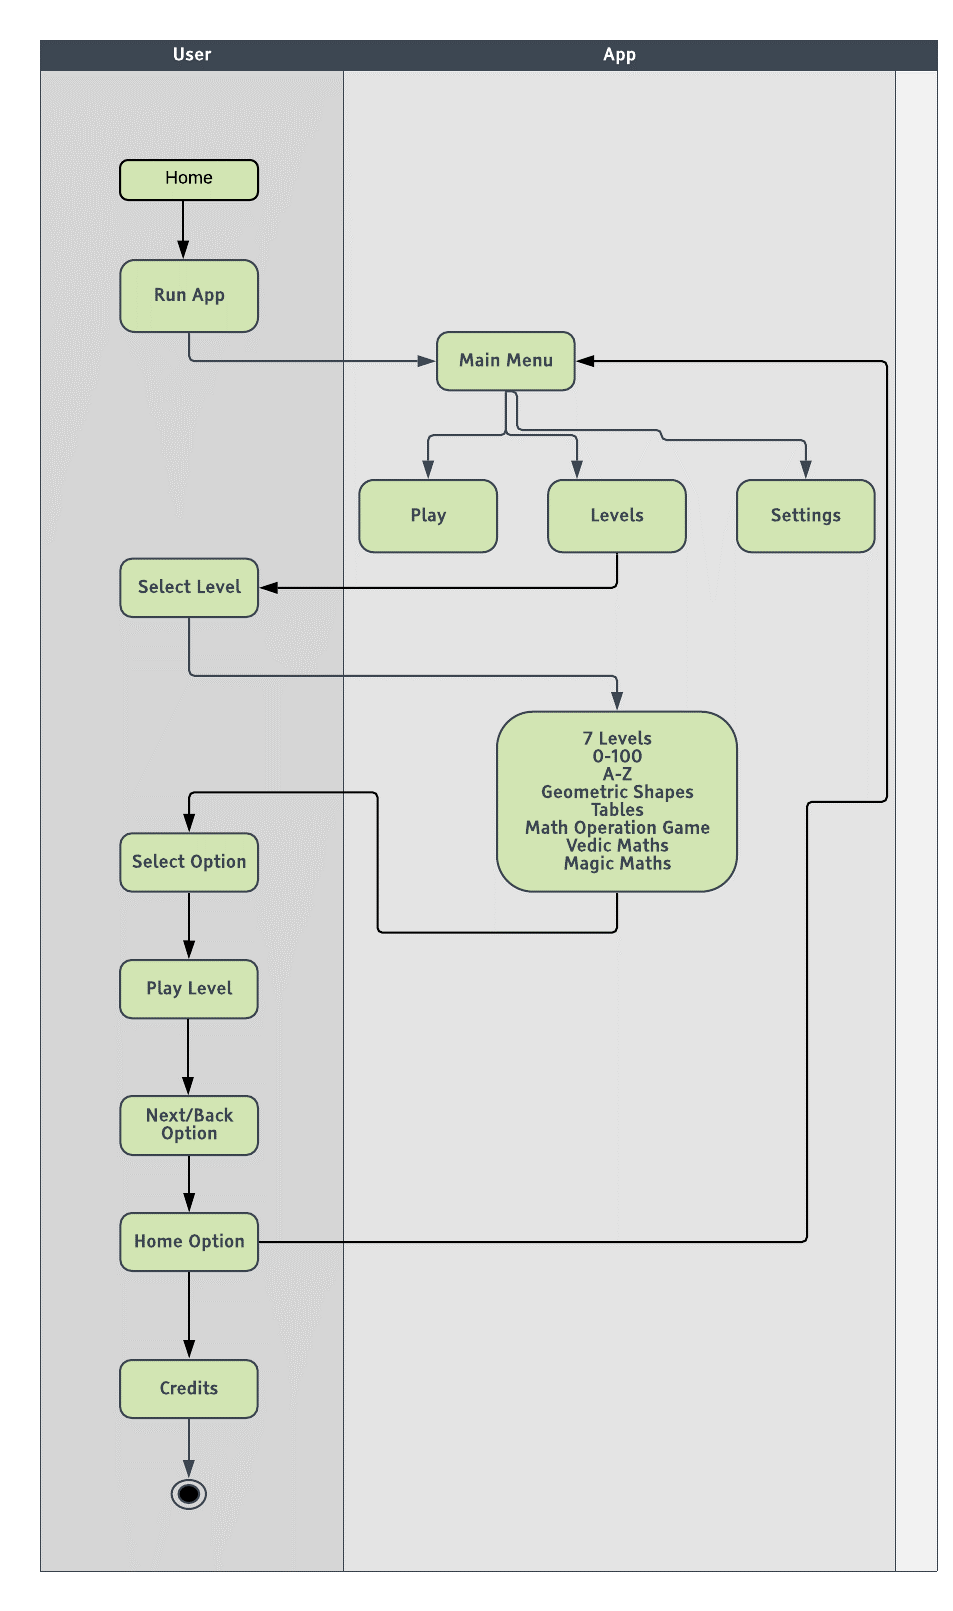 User
App
Home
Run App
Main Menu
Play
Levels
Settings
Select Level
7 Levels
0-100
A-Z
Geometric Shapes
Tables
Math Operation Game
Vedic Maths
Magic Maths
Select Option
Play Level
Next/Back
Option
Home Option
Credits